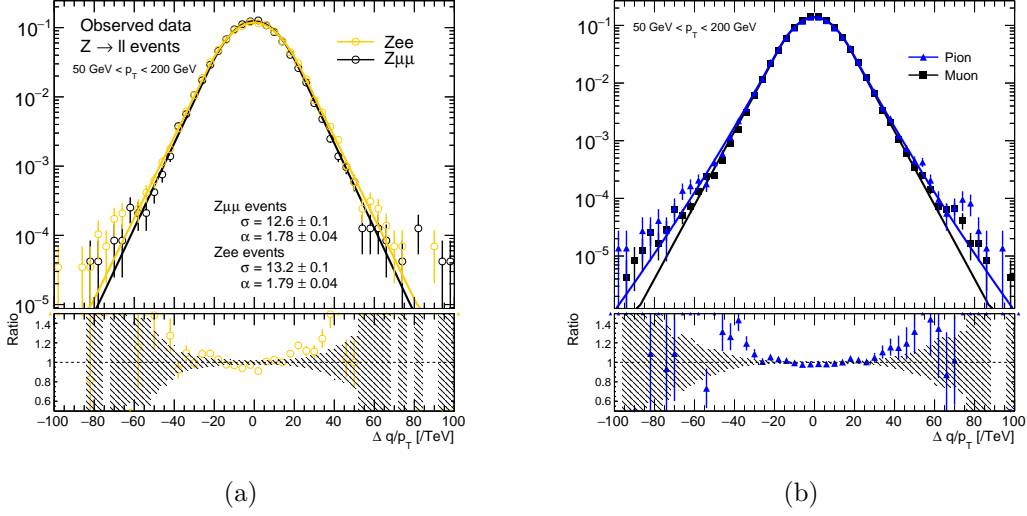 Observed data
Z → ll events
50 GeV < p_T < 200 GeV
Zee
Zμμ
10⁻¹
10⁻²
10⁻³
10⁻⁴
10⁻⁵
Zμμ events
σ = 12.6 ± 0.1
α = 1.78 ± 0.04
Zee events
σ = 13.2 ± 0.1
α = 1.79 ± 0.04
Ratio
1.4
1.2
1
0.8
0.6
−100 −80 −60 −40 −20 0 20 40 60 80 100
Δ q/p_T [/TeV]
(a)
50 GeV < p_T < 200 GeV
Pion
Muon
10⁻¹
10⁻²
10⁻³
10⁻⁴
10⁻⁵
Ratio
1.4
1.2
1
0.8
0.6
−100 −80 −60 −40 −20 0 20 40 60 80 100
Δ q/p_T [/TeV]
(b)